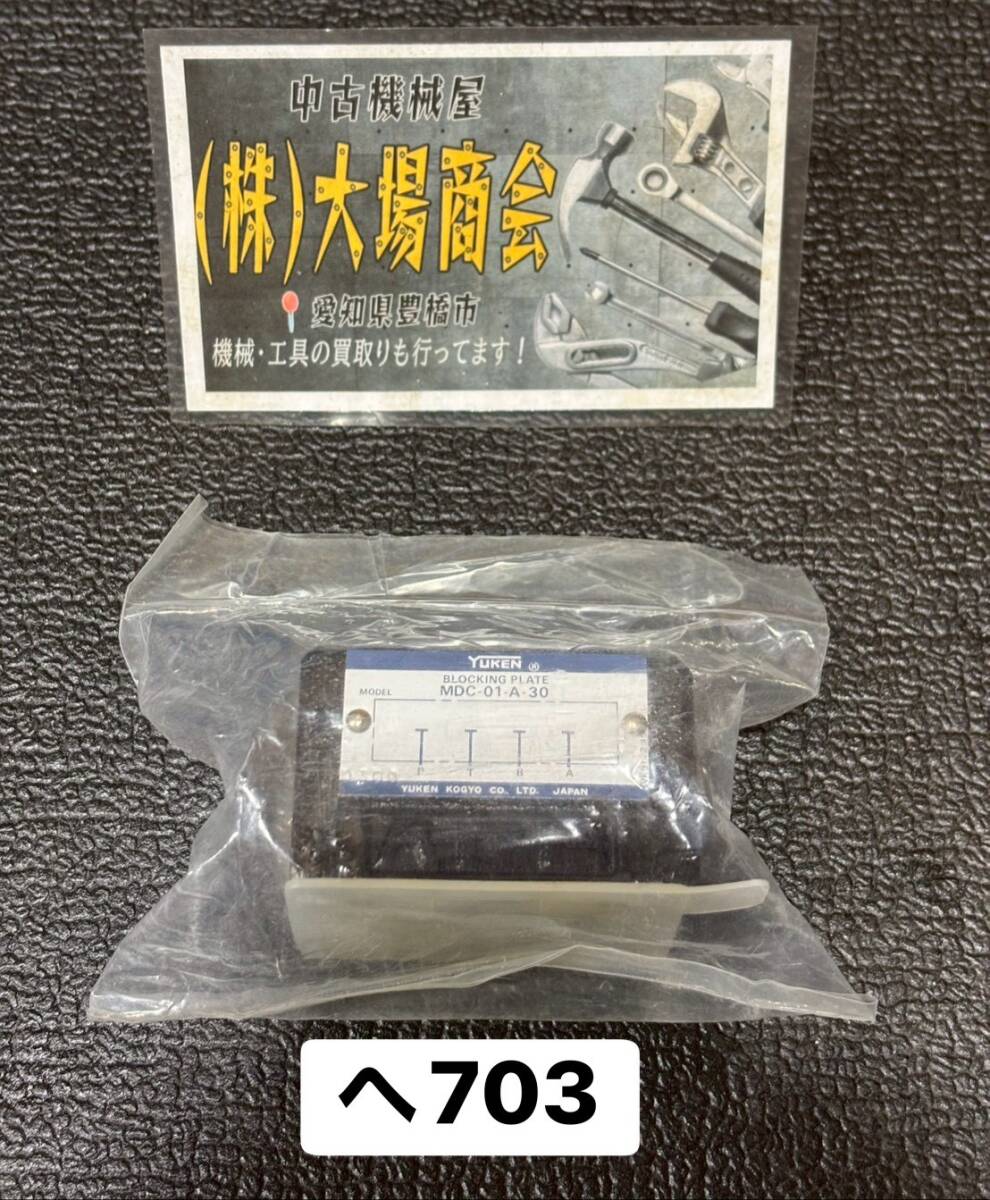 中古機械屋
(株)大場商会
愛知県豊橋市
機械・工具の買取りも行ってます!
YUKEN ®
BLOCKING PLATE
MODEL MDC-01-A-30
P T B A
YUKEN KOGYO CO. LTD. JAPAN
へ703